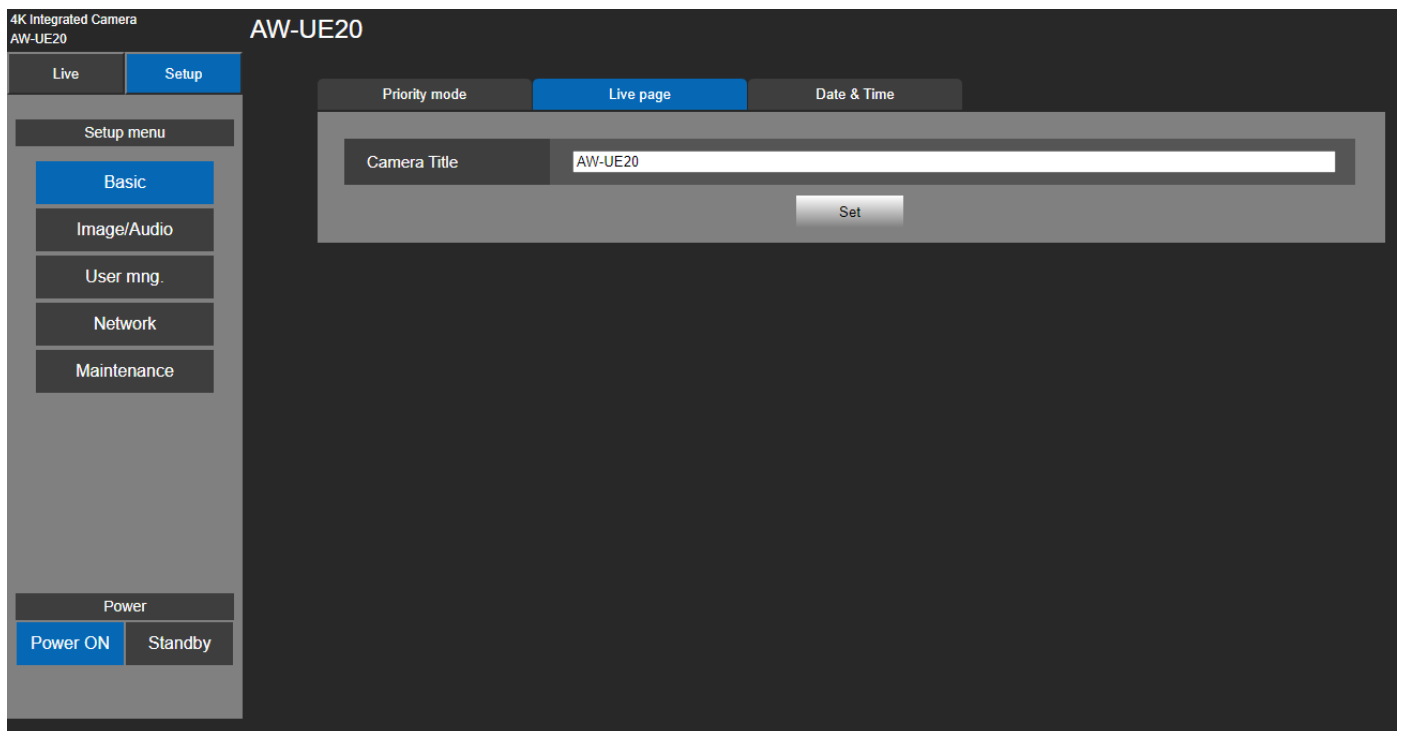 4K Integrated Camera
AW-UE20
AW-UE20
Live Setup
Priority mode Live page Date & Time
Setup menu
Camera Title AW-UE20
Basic
Set
Image/Audio
User mng.
Network
Maintenance
Power
Power ON Standby